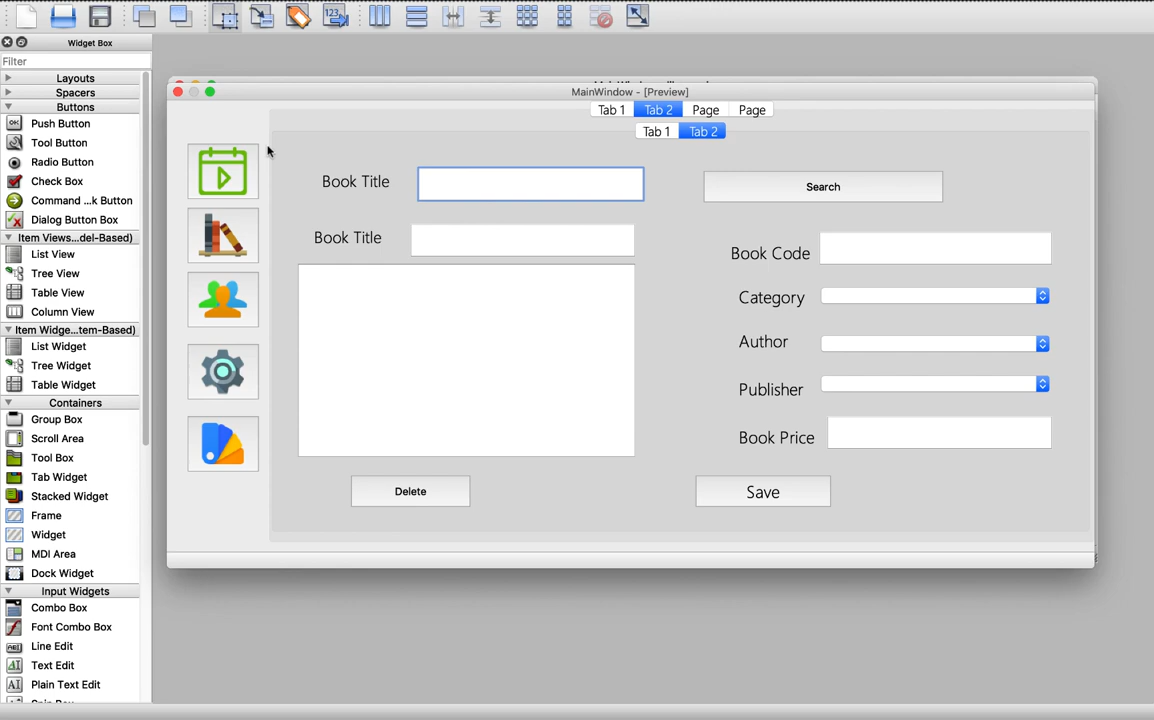 123
Widget Box
Filter
Layouts
Spacers
Buttons
OK Push Button
Tool Button
Radio Button
Check Box
Command ...k Button
Dialog Button Box
Item Views...del-Based)
List View
Tree View
Table View
Column View
Item Widge...tem-Based)
List Widget
Tree Widget
Table Widget
Containers
Group Box
Scroll Area
Tool Box
Tab Widget
Stacked Widget
Frame
Widget
MDI Area
Dock Widget
Input Widgets
Combo Box
Font Combo Box
ABI Line Edit
AI Text Edit
AI Plain Text Edit
MainWindow - [Preview]
Tab 1 Tab 2 Page Page
Tab 1 Tab 2
Book Title
Search
Book Title
Book Code
Category
Author
Publisher
Book Price
Delete
Save